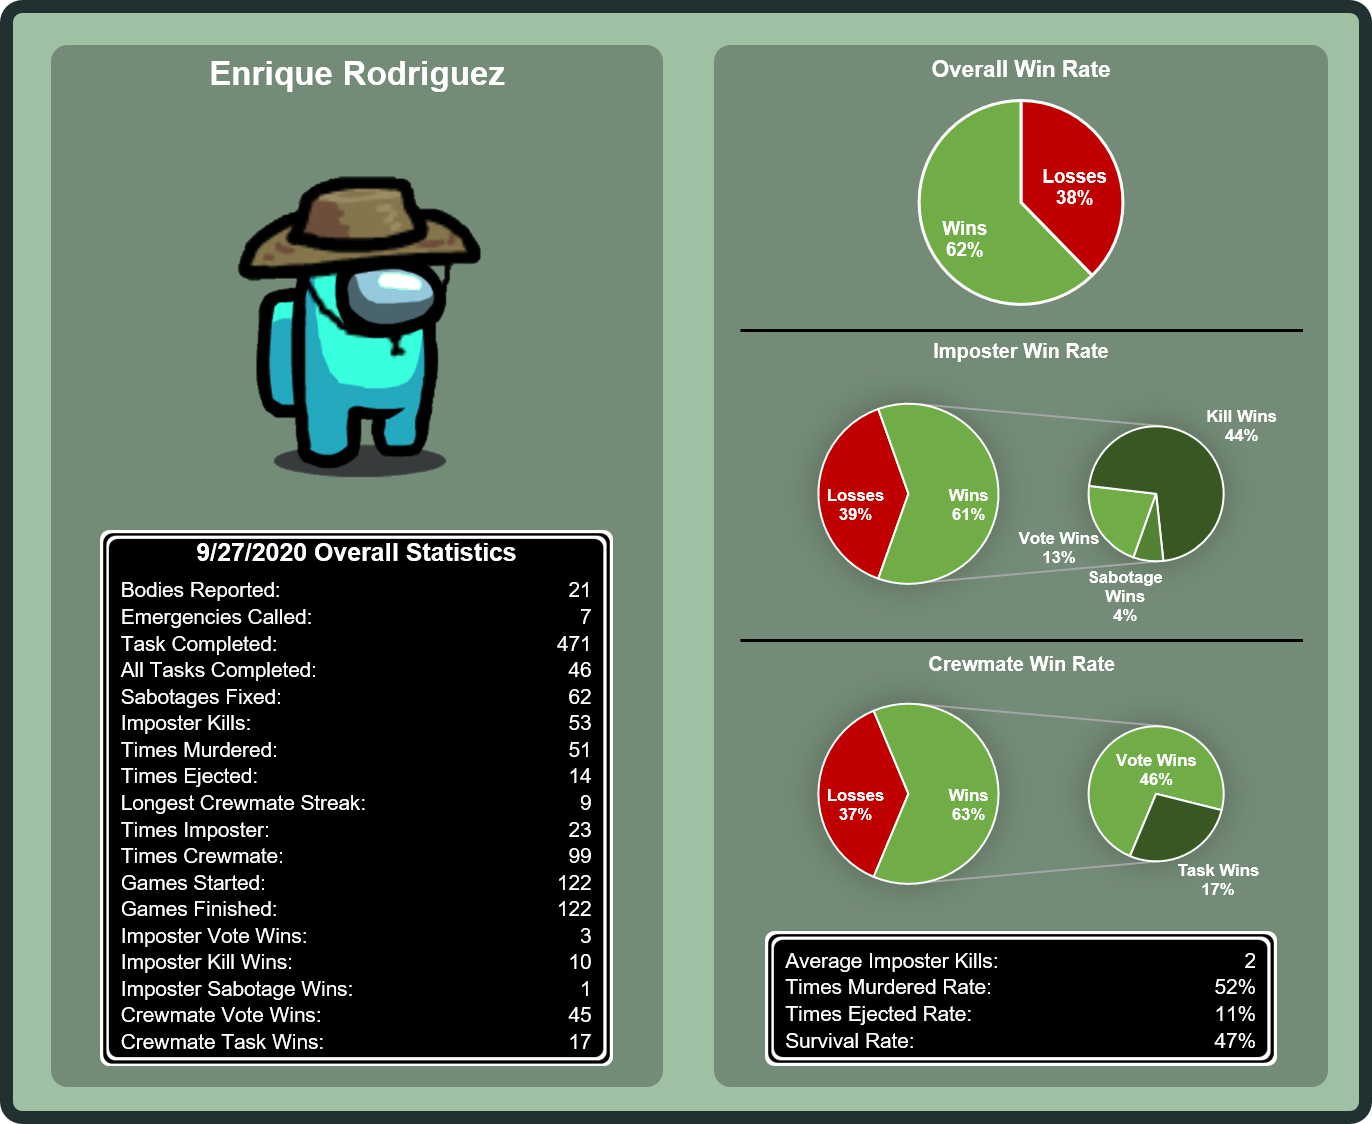 Enrique Rodriguez
9/27/2020 Overall Statistics
Bodies Reported: 21
Emergencies Called: 7
Task Completed: 471
All Tasks Completed: 46
Sabotages Fixed: 62
Imposter Kills: 53
Times Murdered: 51
Times Ejected: 14
Longest Crewmate Streak: 9
Times Imposter: 23
Times Crewmate: 99
Games Started: 122
Games Finished: 122
Imposter Vote Wins: 3
Imposter Kill Wins: 10
Imposter Sabotage Wins: 1
Crewmate Vote Wins: 45
Crewmate Task Wins: 17
Overall Win Rate
Losses
38%
Wins
62%
Imposter Win Rate
Losses
39%
Wins
61%
Kill Wins
44%
Vote Wins
13%
Sabotage
Wins
4%
Crewmate Win Rate
Losses
37%
Wins
63%
Vote Wins
46%
Task Wins
17%
Average Imposter Kills: 2
Times Murdered Rate: 52%
Times Ejected Rate: 11%
Survival Rate: 47%